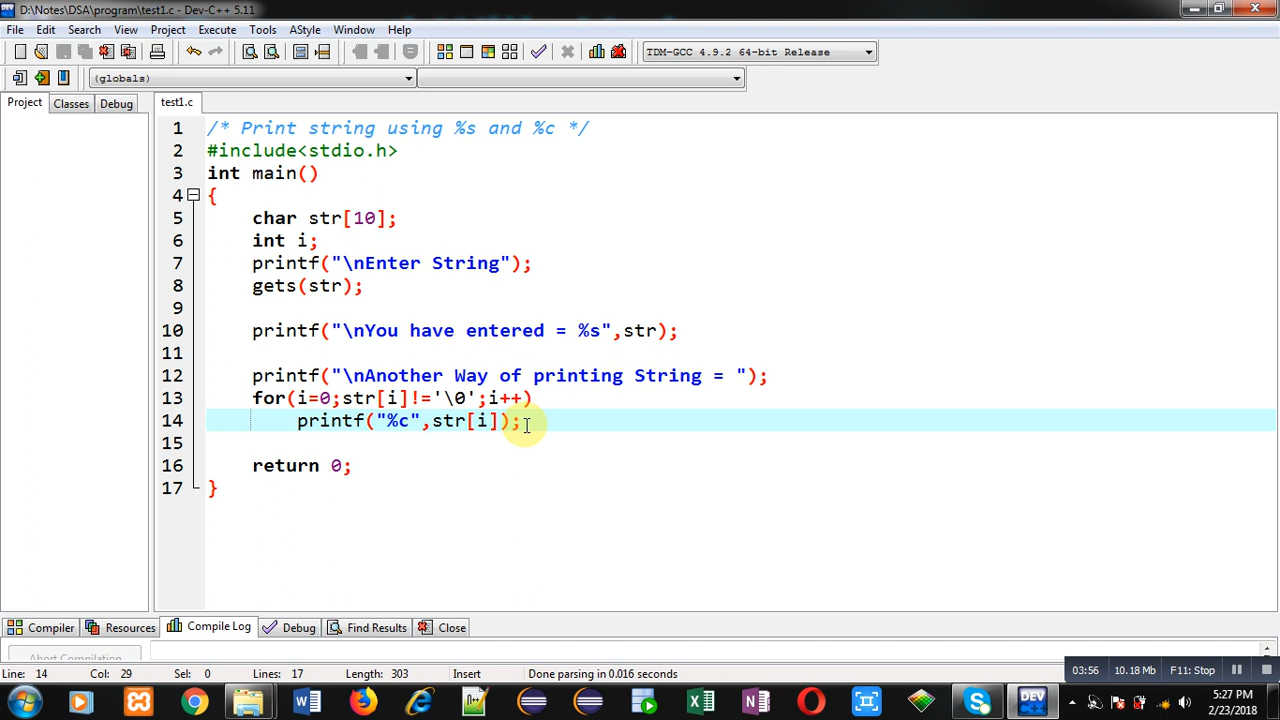 D:\Notes\DSA\program\test1.c - Dev-C++ 5.11
File Edit Search View Project Execute Tools AStyle Window Help
TDM-GCC 4.9.2 64-bit Release
(globals)
Project Classes Debug test1.c
1 /* Print string using %s and %c */
2 #include<stdio.h>
3 int main()
4 {
5 char str[10];
6 int i;
7 printf("\nEnter String");
8 gets(str);
9
10 printf("\nYou have entered = %s",str);
11
12 printf("\nAnother Way of printing String = ");
13 for(i=0;str[i]!='\0';i++)
14 printf("%c",str[i]);
15
16 return 0;
17 }
Compiler Resources Compile Log Debug Find Results Close
Abort Compilation
Line: 14 Col: 29 Sel: 0 Lines: 17 Length: 303 Insert Done parsing in 0.016 seconds
03:56 10.18 Mb F11: Stop
DEV
5:27 PM
2/23/2018